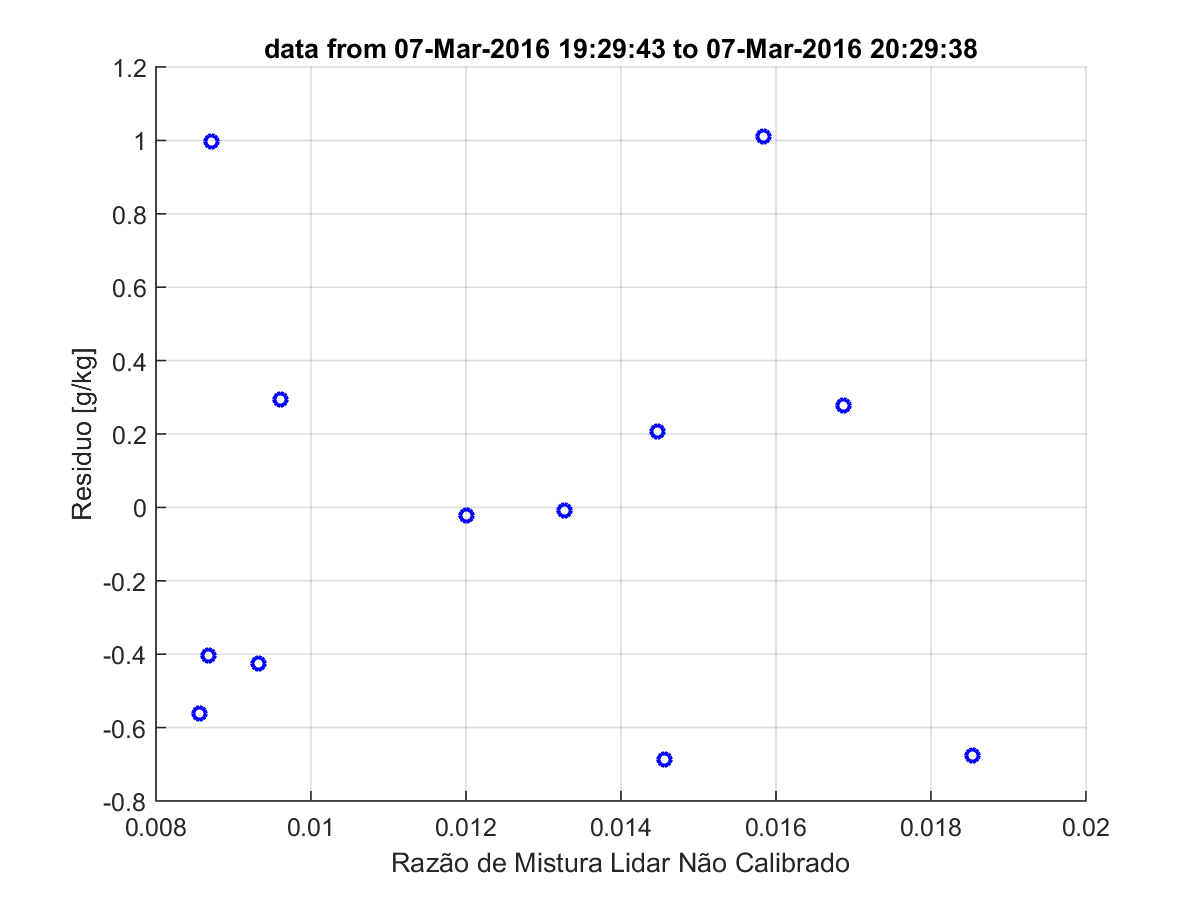 data from 07-Mar-2016 19:29:43 to 07-Mar-2016 20:29:38
1.2
1
0.8
0.6
0.4
0.2
0
-0.2
-0.4
-0.6
-0.8
Residuo [g/kg]
0.008 0.01 0.012 0.014 0.016 0.018 0.02
Razão de Mistura Lidar Não Calibrado